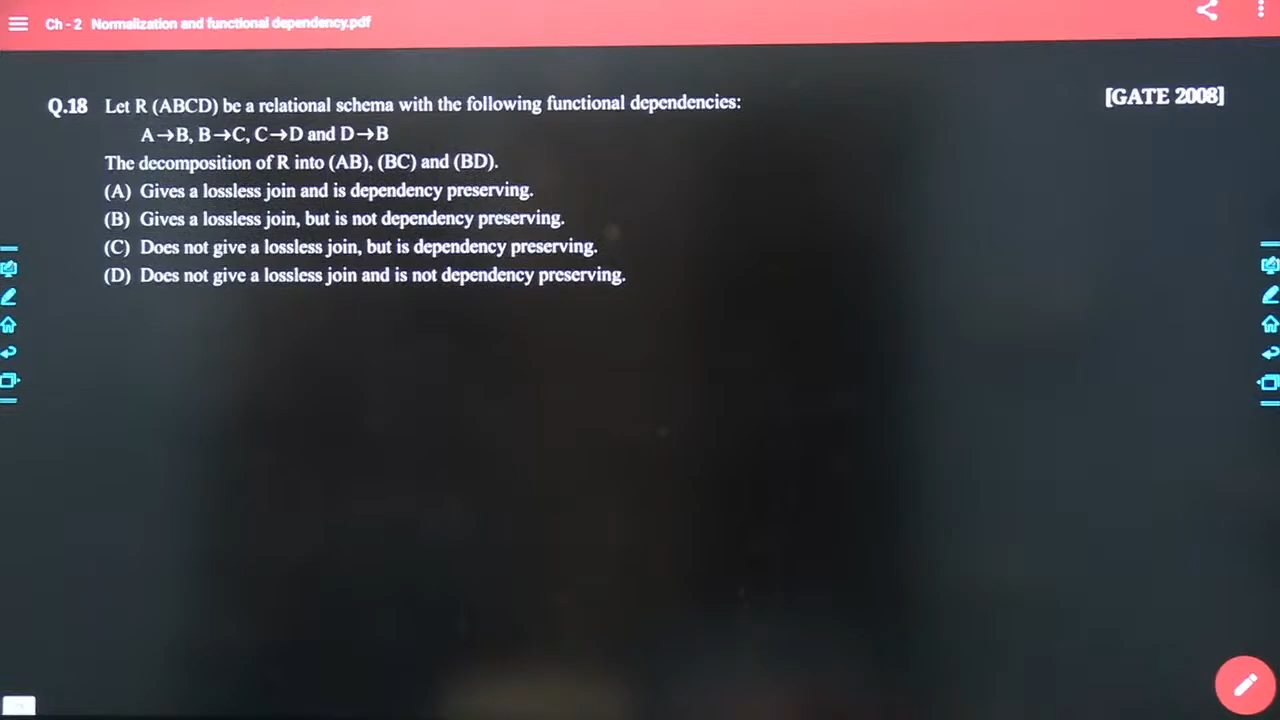 Ch - 2 Normalization and functional dependency.pdf
Q.18 Let R (ABCD) be a relational schema with the following functional dependencies: [GATE 2008]
A→B, B→C, C→D and D→B
The decomposition of R into (AB), (BC) and (BD).
(A) Gives a lossless join and is dependency preserving.
(B) Gives a lossless join, but is not dependency preserving.
(C) Does not give a lossless join, but is dependency preserving.
(D) Does not give a lossless join and is not dependency preserving.